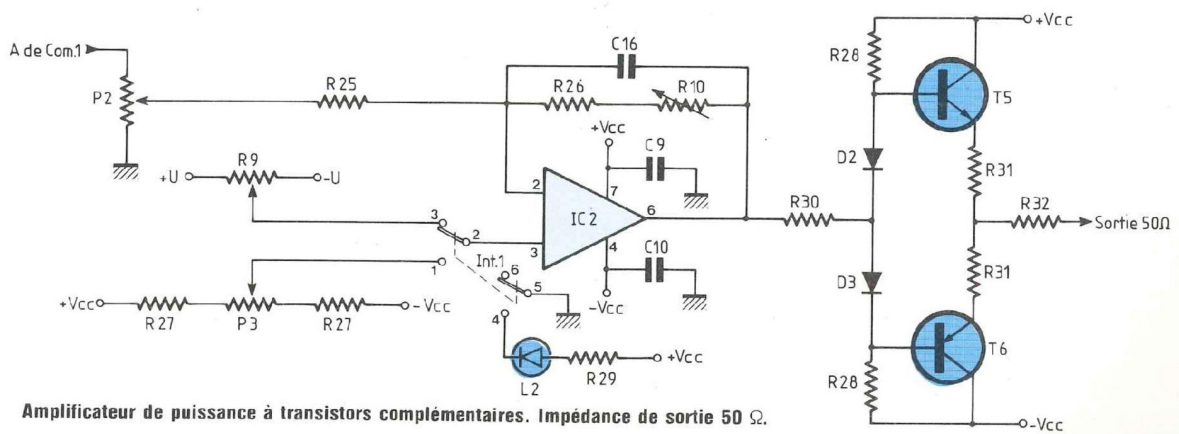 A de Com.1
P2
R25
C16
R26
R10
+Vcc
C9
R9
+U
-U
2
7
IC2
6
3
4
3
2
1
Int.1
6
5
4
C10
-Vcc
+Vcc
R27
P3
R27
-Vcc
L2
R29
+Vcc
R30
+Vcc
R28
T5
D2
R31
R32
Sortie 50Ω
D3
R31
T6
R28
-Vcc
Amplificateur de puissance à transistors complémentaires. Impédance de sortie 50 Ω.